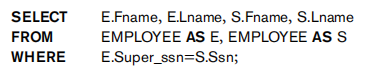 SELECT E.Fname, E.Lname, S.Fname, S.Lname
FROM EMPLOYEE AS E, EMPLOYEE AS S
WHERE E.Super_ssn=S.Ssn;